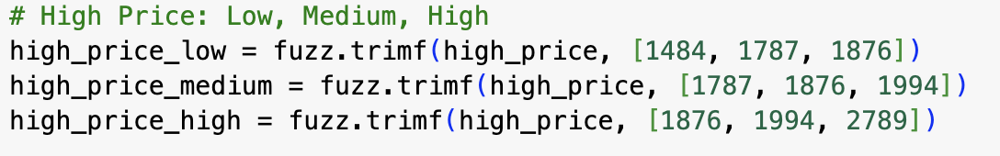 # High Price: Low, Medium, High
high_price_low = fuzz.trimf(high_price, [1484, 1787, 1876])
high_price_medium = fuzz.trimf(high_price, [1787, 1876, 1994])
high_price_high = fuzz.trimf(high_price, [1876, 1994, 2789])